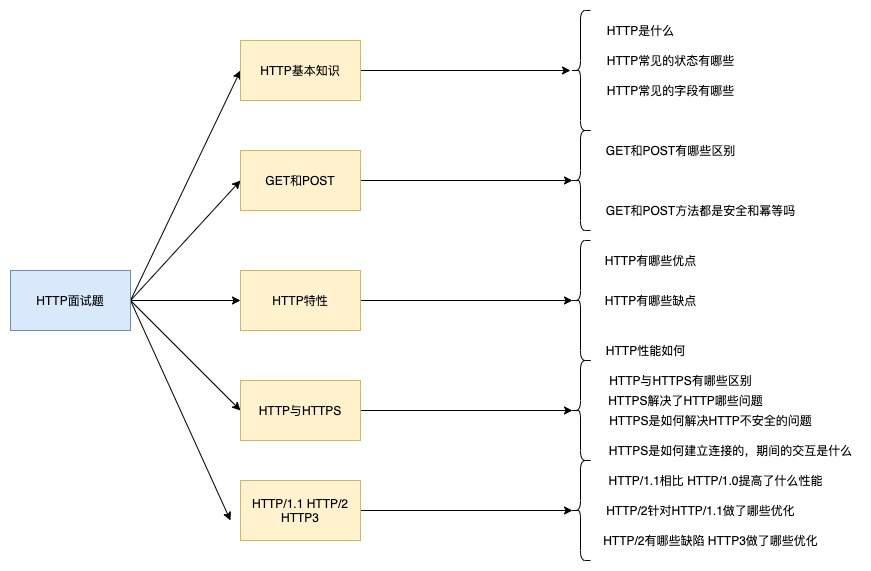 HTTP面试题
HTTP基本知识
HTTP是什么
HTTP常见的状态有哪些
HTTP常见的字段有哪些
GET和POST
GET和POST有哪些区别
GET和POST方法都是安全和幂等吗
HTTP特性
HTTP有哪些优点
HTTP有哪些缺点
HTTP性能如何
HTTP与HTTPS
HTTP与HTTPS有哪些区别
HTTPS解决了HTTP哪些问题
HTTPS是如何解决HTTP不安全的问题
HTTPS是如何建立连接的，期间的交互是什么
HTTP/1.1 HTTP/2
HTTP3
HTTP/1.1相比 HTTP/1.0提高了什么性能
HTTP/2针对HTTP/1.1做了哪些优化
HTTP/2有哪些缺陷 HTTP3做了哪些优化